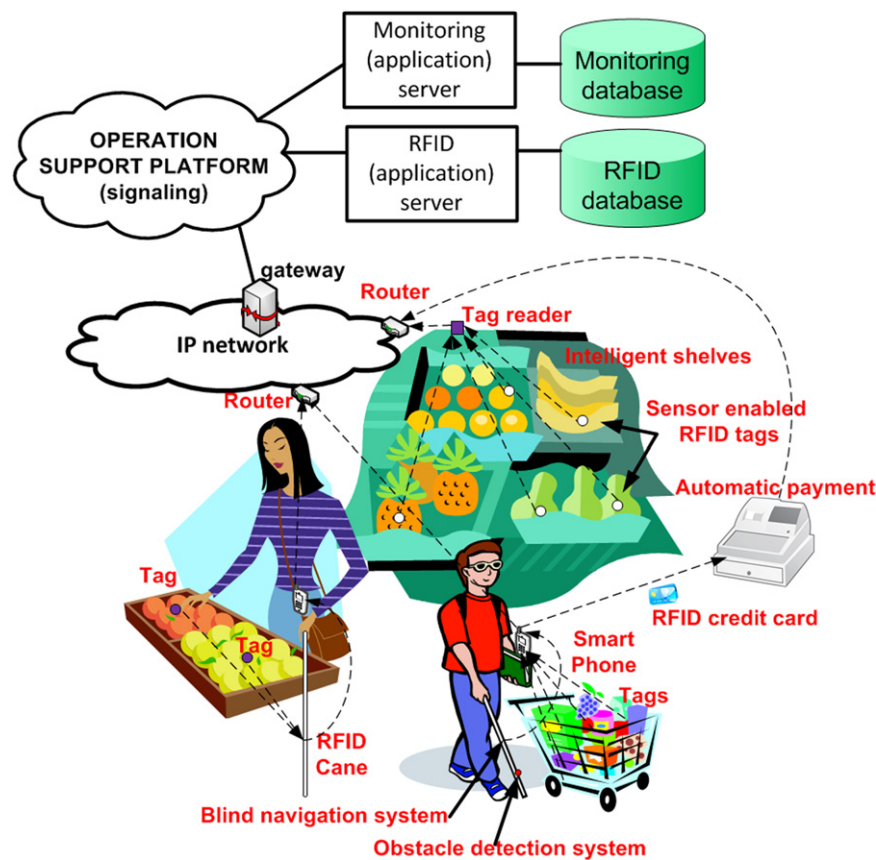 Monitoring
(application)
server
Monitoring
database
OPERATION
SUPPORT PLATFORM
(signaling)
RFID
(application)
server
RFID
database
gateway
Router
Tag reader
IP network
Intelligent shelves
Router
Sensor enabled
RFID tags
Automatic payment
Tag
Tag
RFID credit card
Smart
Phone
Tags
RFID
Cane
Blind navigation system
Obstacle detection system